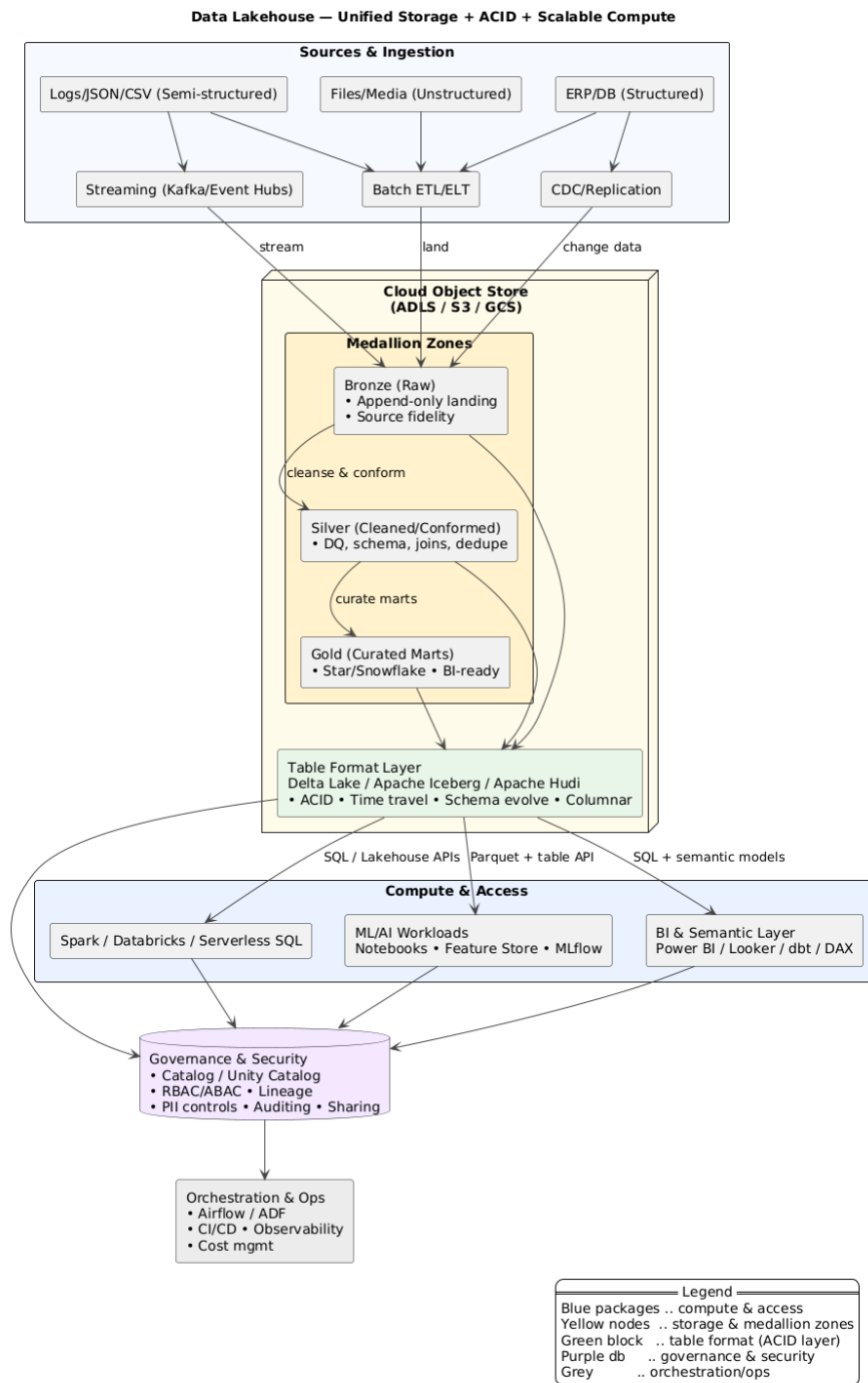 Data Lakehouse — Unified Storage + ACID + Scalable Compute
Sources & Ingestion
Logs/JSON/CSV (Semi-structured)
Files/Media (Unstructured)
ERP/DB (Structured)
Streaming (Kafka/Event Hubs)
Batch ETL/ELT
CDC/Replication
stream
land
change data
Cloud Object Store
(ADLS / S3 / GCS)
Medallion Zones
Bronze (Raw)
• Append-only landing
• Source fidelity
cleanse & conform
Silver (Cleaned/Conformed)
• DQ, schema, joins, dedupe
curate marts
Gold (Curated Marts)
• Star/Snowflake • BI-ready
Table Format Layer
Delta Lake / Apache Iceberg / Apache Hudi
• ACID • Time travel • Schema evolve • Columnar
SQL / Lakehouse APIs
Parquet + table API
SQL + semantic models
Compute & Access
Spark / Databricks / Serverless SQL
ML/AI Workloads
Notebooks • Feature Store • MLflow
BI & Semantic Layer
Power BI / Looker / dbt / DAX
Governance & Security
• Catalog / Unity Catalog
• RBAC/ABAC • Lineage
• PII controls • Auditing • Sharing
Orchestration & Ops
• Airflow / ADF
• CI/CD • Observability
• Cost mgmt
Legend
Blue packages .. compute & access
Yellow nodes .. storage & medallion zones
Green block .. table format (ACID layer)
Purple db .. governance & security
Grey .. orchestration/ops